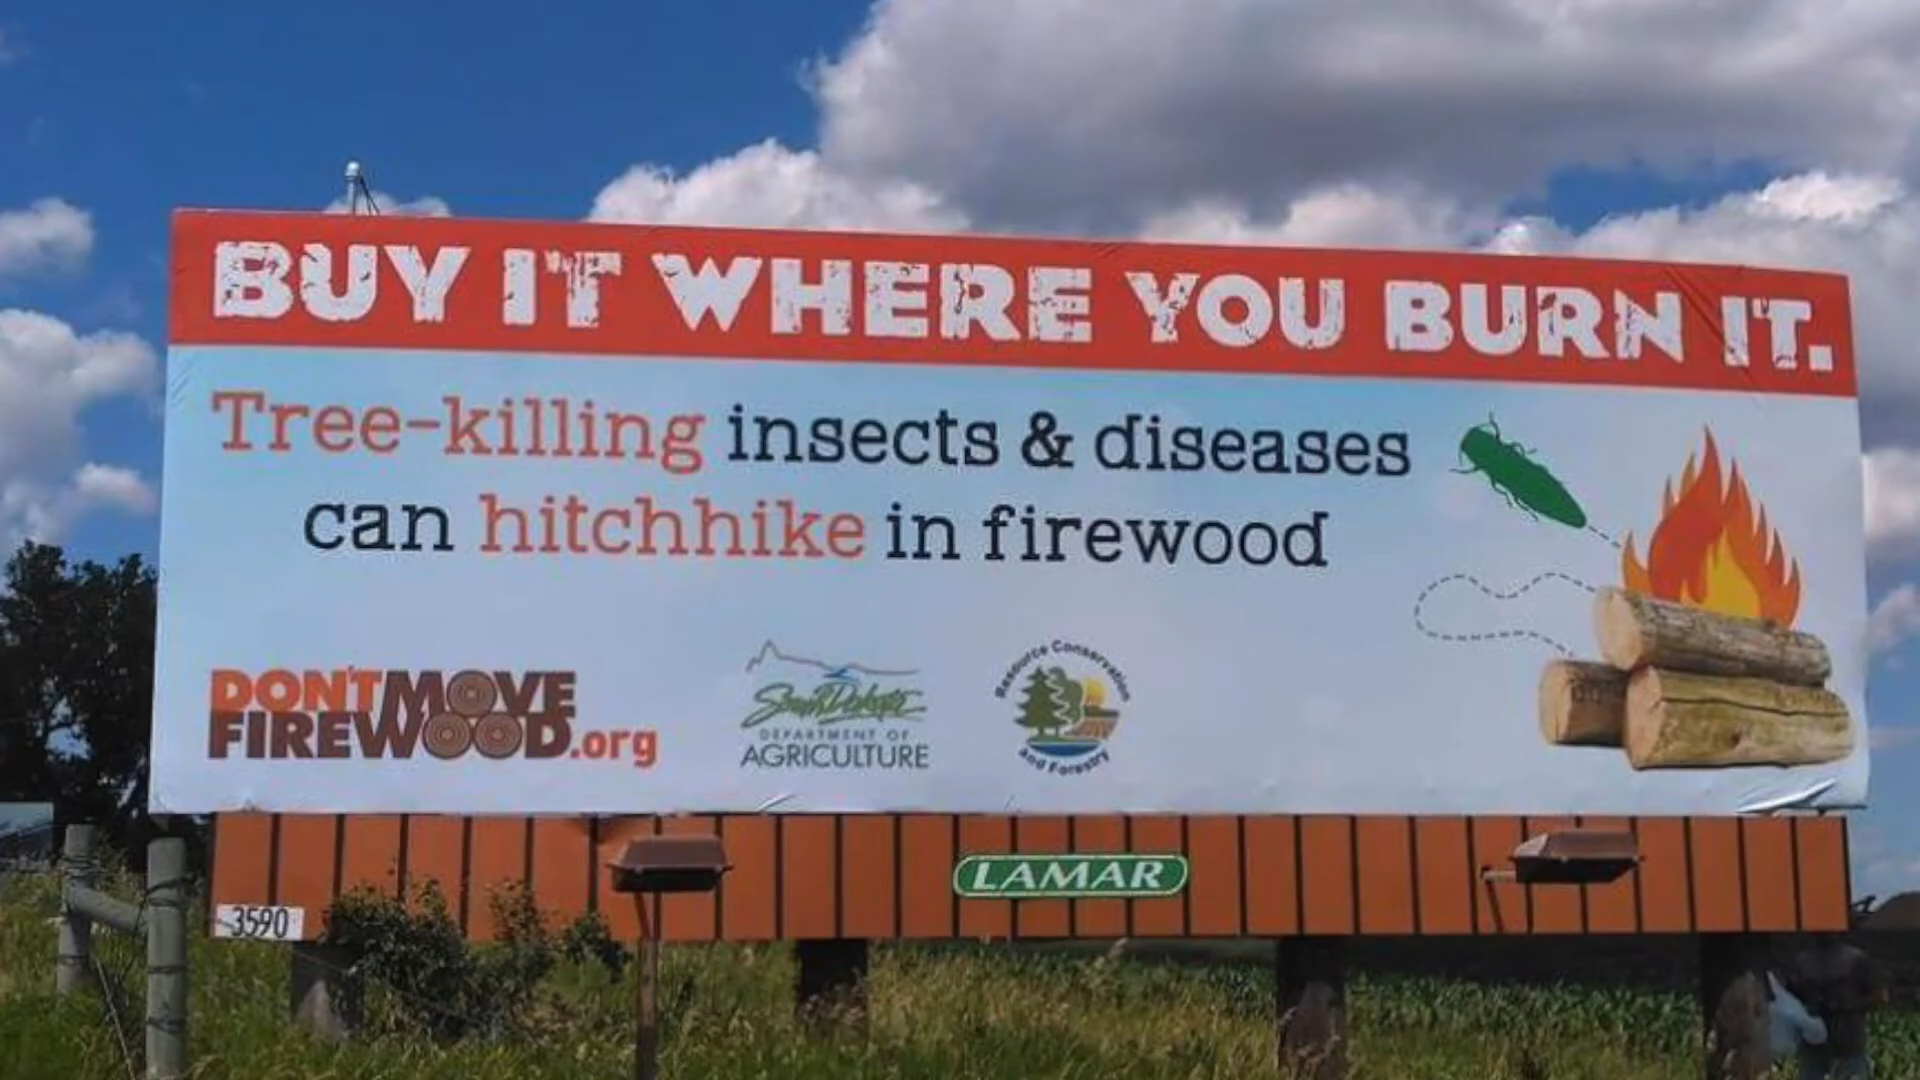 BUY IT WHERE YOU BURN IT.
Tree-killing insects & diseases
can hitchhike in firewood
DON'T MOVE
FIREWOOD.org
South Dakota
DEPARTMENT OF
AGRICULTURE
Resource Conservation
And Forestry
LAMAR
3590